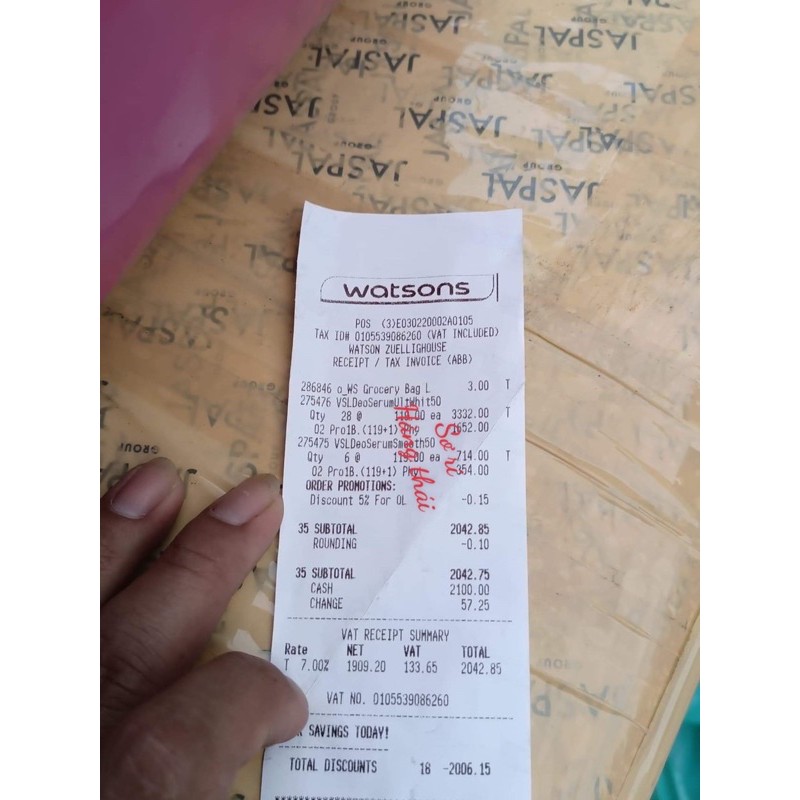 JASPAL
GROUP
watsons
POS (3)E030220002A0105
TAX ID# 0105539086260 (VAT INCLUDED)
WATSON ZUELLIGHOUSE
RECEIPT / TAX INVOICE (ABB)
286846 o_WS Grocery Bag L 3.00 T
275476 VSLDeoSerumUltWhit50
Qty 28 @ 119.00 ea 3332.00 T
02 Pro1B.(119+1) 1652.00
275475 VSLDeoSerumSmooth50
Qty 6 @ 119.00 ea 714.00 T
02 Pro1B.(119+1) -354.00
Sơ ri
Hồng thái
ORDER PROMOTIONS:
Discount 5% For OL -0.15
35 SUBTOTAL 2042.85
ROUNDING -0.10
35 SUBTOTAL 2042.75
CASH 2100.00
CHANGE 57.25
VAT RECEIPT SUMMARY
Rate NET VAT TOTAL
T 7.00% 1909.20 133.65 2042.85
VAT NO. 0105539086260
SAVINGS TODAY!
TOTAL DISCOUNTS 18 -2006.15